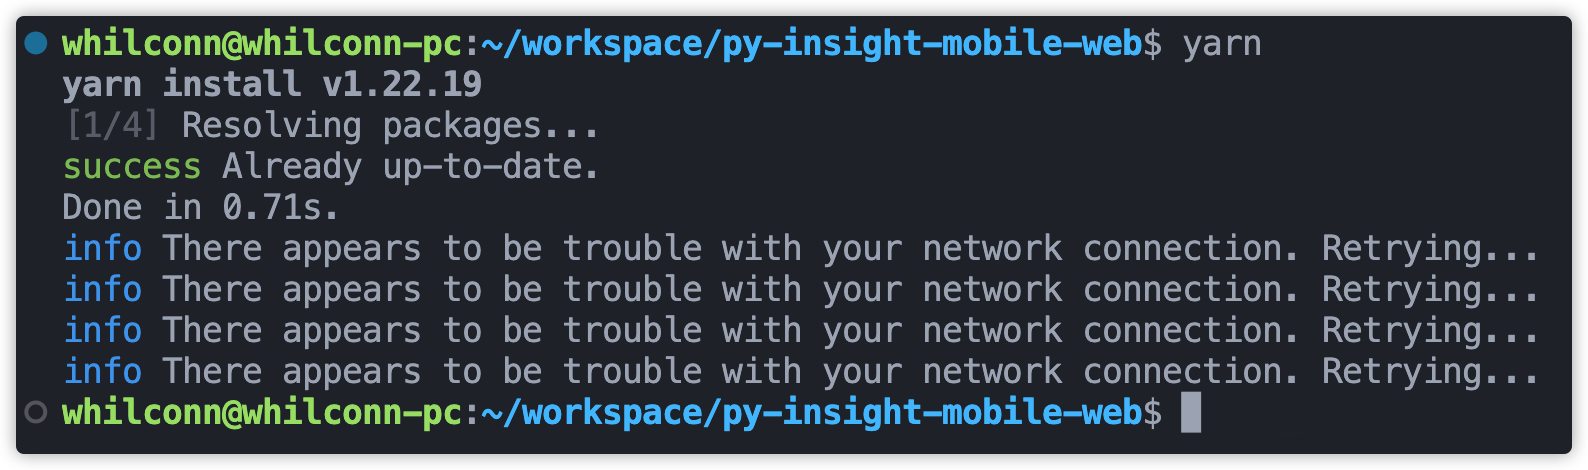 whilconn@whilconn-pc:~/workspace/py-insight-mobile-web$ yarn
yarn install v1.22.19
[1/4] Resolving packages...
success Already up-to-date.
Done in 0.71s.
info There appears to be trouble with your network connection. Retrying...
info There appears to be trouble with your network connection. Retrying...
info There appears to be trouble with your network connection. Retrying...
info There appears to be trouble with your network connection. Retrying...
whilconn@whilconn-pc:~/workspace/py-insight-mobile-web$